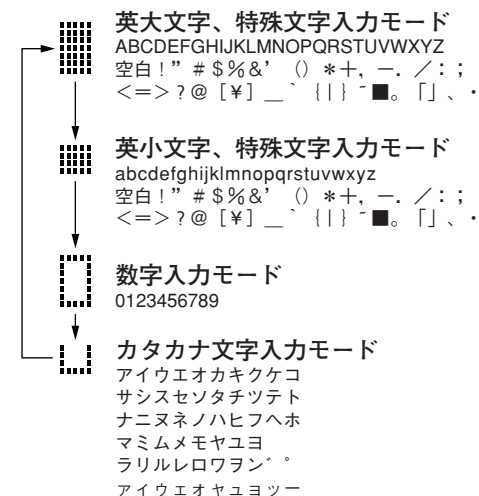 英大文字、特殊文字入力モード
ABCDEFGHIJKLMNOPQRSTUVWXYZ
空白！”＃＄％＆’（）＊＋，－．／：；
＜＝＞？＠［￥］＿｀｛｜｝˜■。「」、・
英小文字、特殊文字入力モード
abcdefghijklmnopqrstuvwxyz
空白！”＃＄％＆’（）＊＋，－．／：；
＜＝＞？＠［￥］＿｀｛｜｝˜■。「」、・
数字入力モード
0123456789
カタカナ文字入力モード
アイウエオカキクケコ
サシスセソタチツテト
ナニヌネノハヒフヘホ
マミムメモヤユヨ
ラリルレロワヲン゛゜
ァィゥェォャュョッー